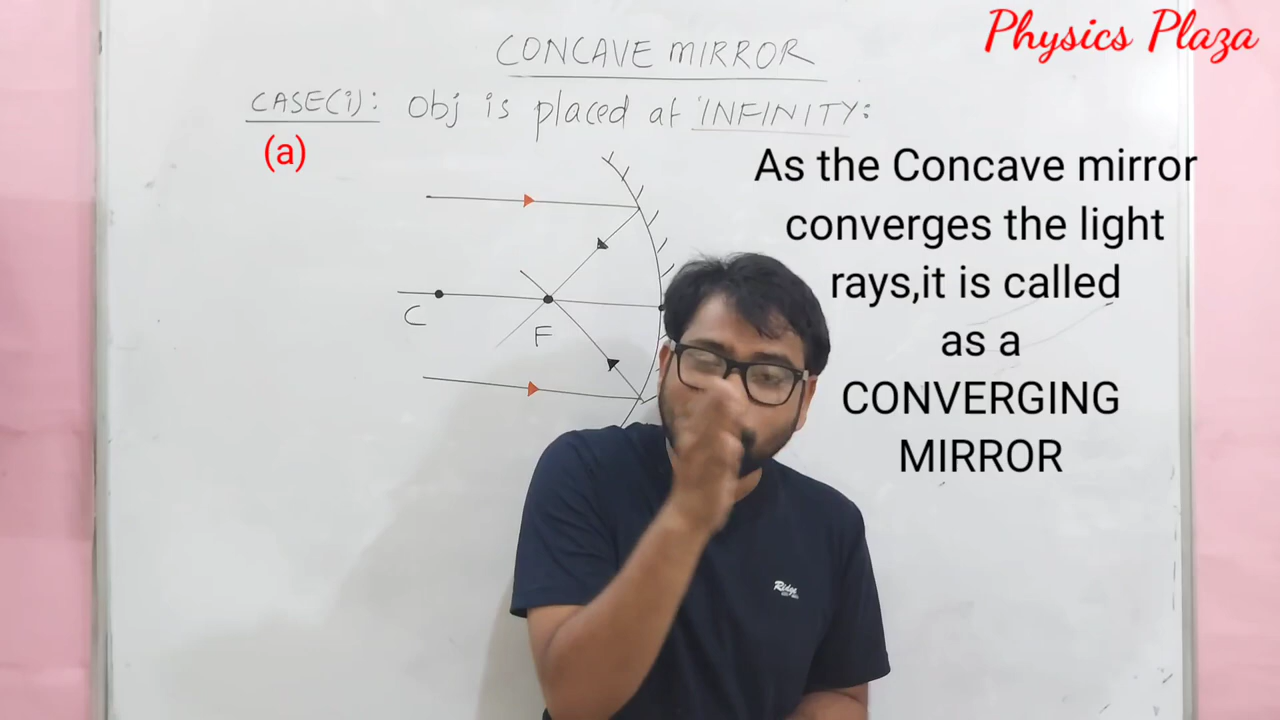 Physics Plaza
CONCAVE MIRROR
CASE(i): Obj is placed at 'INFINITY:
(a)
As the Concave mirror
converges the light
rays,it is called
as a
CONVERGING
MIRROR
C
F
Ridge